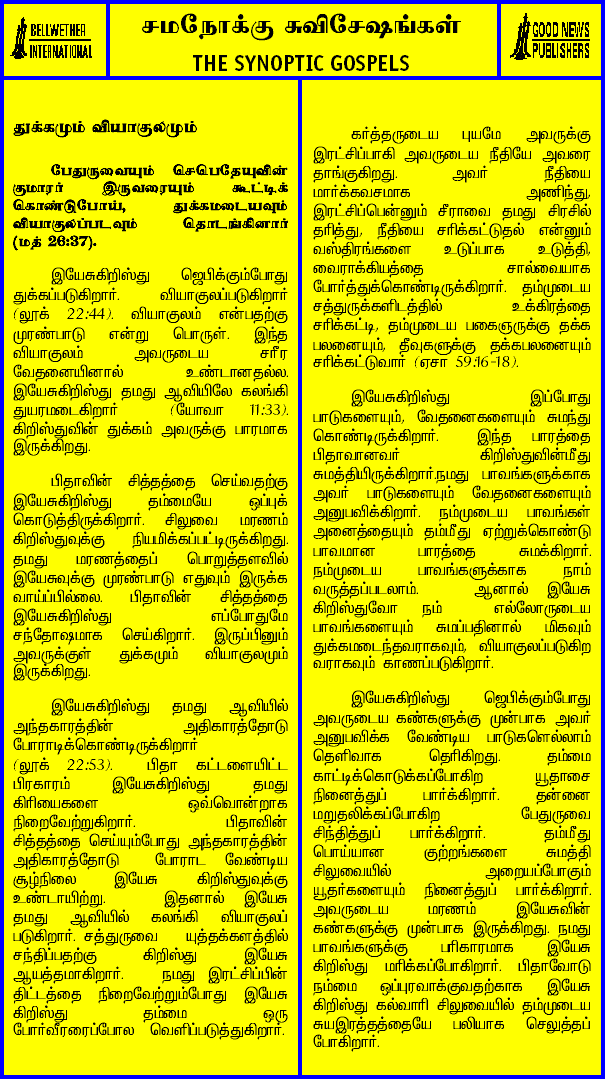 BELLWETHER
INTERNATIONAL
சமநோக்கு சுவிசேஷங்கள்
THE SYNOPTIC GOSPELS
GOOD NEWS
PUBLISHERS
துக்கமும் வியாகுலமும்
பேதுருவையும் செபெதேயுவின்
குமாரர் இருவரையும் கூட்டிக்
கொண்டுபோய், துக்கமடையவும்
வியாகுலப்படவும் தொடங்கினார்
(மத் 26:37).
இயேசுகிறிஸ்து ஜெபிக்கும்போது
துக்கப்படுகிறார். வியாகுலப்படுகிறார்
(லூக் 22:44). வியாகுலம் என்பதற்கு
முரண்பாடு என்று பொருள். இந்த
வியாகுலம் அவருடைய சரீர
வேதனையினால் உண்டானதல்ல.
இயேசுகிறிஸ்து தமது ஆவியிலே கலங்கி
துயரமடைகிறார் (யோவா 11:33).
கிறிஸ்துவின் துக்கம் அவருக்கு பாரமாக
இருக்கிறது.
பிதாவின் சித்தத்தை செய்வதற்கு
இயேசுகிறிஸ்து தம்மையே ஒப்புக்
கொடுத்திருக்கிறார். சிலுவை மரணம்
கிறிஸ்துவுக்கு நியமிக்கப்பட்டிருக்கிறது.
தமது மரணத்தைப் பொறுத்தளவில்
இயேசுவுக்கு முரண்பாடு எதுவும் இருக்க
வாய்ப்பில்லை. பிதாவின் சித்தத்தை
இயேசுகிறிஸ்து எப்போதுமே
சந்தோஷமாக செய்கிறார். இருப்பினும்
அவருக்குள் துக்கமும் வியாகுலமும்
இருக்கிறது.
இயேசுகிறிஸ்து தமது ஆவியில்
அந்தகாரத்தின் அதிகாரத்தோடு
போராடிக்கொண்டிருக்கிறார்
(லூக் 22:53). பிதா கட்டளையிட்ட
பிரகாரம் இயேசுகிறிஸ்து தமது
கிரியைகளை ஒவ்வொன்றாக
நிறைவேற்றுகிறார். பிதாவின்
சித்தத்தை செய்யும்போது அந்தகாரத்தின்
அதிகாரத்தோடு போராட வேண்டிய
சூழ்நிலை இயேசு கிறிஸ்துவுக்கு
உண்டாயிற்று. இதனால் இயேசு
தமது ஆவியில் கலங்கி வியாகுலப்
படுகிறார். சத்துருவை யுத்தக்களத்தில்
சந்திப்பதற்கு கிறிஸ்து இயேசு
ஆயத்தமாகிறார். நமது இரட்சிப்பின்
திட்டத்தை நிறைவேற்றும்போது இயேசு
கிறிஸ்து தம்மை ஒரு
போர்வீரரைப்போல வெளிப்படுத்துகிறார்.
கர்த்தருடைய புயமே அவருக்கு
இரட்சிப்பாகி அவருடைய நீதியே அவரை
தாங்குகிறது. அவர் நீதியை
மார்க்கவசமாக அணிந்து,
இரட்சிப்பென்னும் சீராவை தமது சிரசில்
தரித்து, நீதியை சரிக்கட்டுதல் என்னும்
வஸ்திரங்களை உடுப்பாக உடுத்தி,
வைராக்கியத்தை சால்வையாக
போர்த்துக்கொண்டிருக்கிறார். தம்முடைய
சத்துருக்களிடத்தில் உக்கிரத்தை
சரிக்கட்டி, தம்முடைய பகைஞருக்கு தக்க
பலனையும், தீவுகளுக்கு தக்கபலனையும்
சரிக்கட்டுவார் (ஏசா 59:16-18).
இயேசுகிறிஸ்து இப்போது
பாடுகளையும், வேதனைகளையும் சுமந்து
கொண்டிருக்கிறார். இந்த பாரத்தை
பிதாவானவர் கிறிஸ்துவின்மீது
சுமத்தியிருக்கிறார்.நமது பாவங்களுக்காக
அவர் பாடுகளையும் வேதனைகளையும்
அனுபவிக்கிறார். நம்முடைய பாவங்கள்
அனைத்தையும் தம்மீது ஏற்றுக்கொண்டு
பாவமான பாரத்தை சுமக்கிறார்.
நம்முடைய பாவங்களுக்காக நாம்
வருத்தப்படலாம். ஆனால் இயேசு
கிறிஸ்துவோ நம் எல்லோருடைய
பாவங்களையும் சுமப்பதினால் மிகவும்
துக்கமடைந்தவராகவும், வியாகுலப்படுகிற
வராகவும் காணப்படுகிறார்.
இயேசுகிறிஸ்து ஜெபிக்கும்போது
அவருடைய கண்களுக்கு முன்பாக அவர்
அனுபவிக்க வேண்டிய பாடுகளெல்லாம்
தெளிவாக தெரிகிறது. தம்மை
காட்டிக்கொடுக்கப்போகிற யூதாசை
நினைத்துப் பார்க்கிறார். தன்னை
மறுதலிக்கப்போகிற பேதுருவை
சிந்தித்துப் பார்க்கிறார். தம்மீது
பொய்யான குற்றங்களை சுமத்தி
சிலுவையில் அறையப்போகும்
யூதர்களையும் நினைத்துப் பார்க்கிறார்.
அவருடைய மரணம் இயேசுவின்
கண்களுக்கு முன்பாக இருக்கிறது. நமது
பாவங்களுக்கு பரிகாரமாக இயேசு
கிறிஸ்து மரிக்கப்போகிறார். பிதாவோடு
நம்மை ஒப்புரவாக்குவதற்காக இயேசு
கிறிஸ்து கல்வாரி சிலுவையில் தம்முடைய
சுயஇரத்தத்தையே பலியாக செலுத்தப்
போகிறார்.